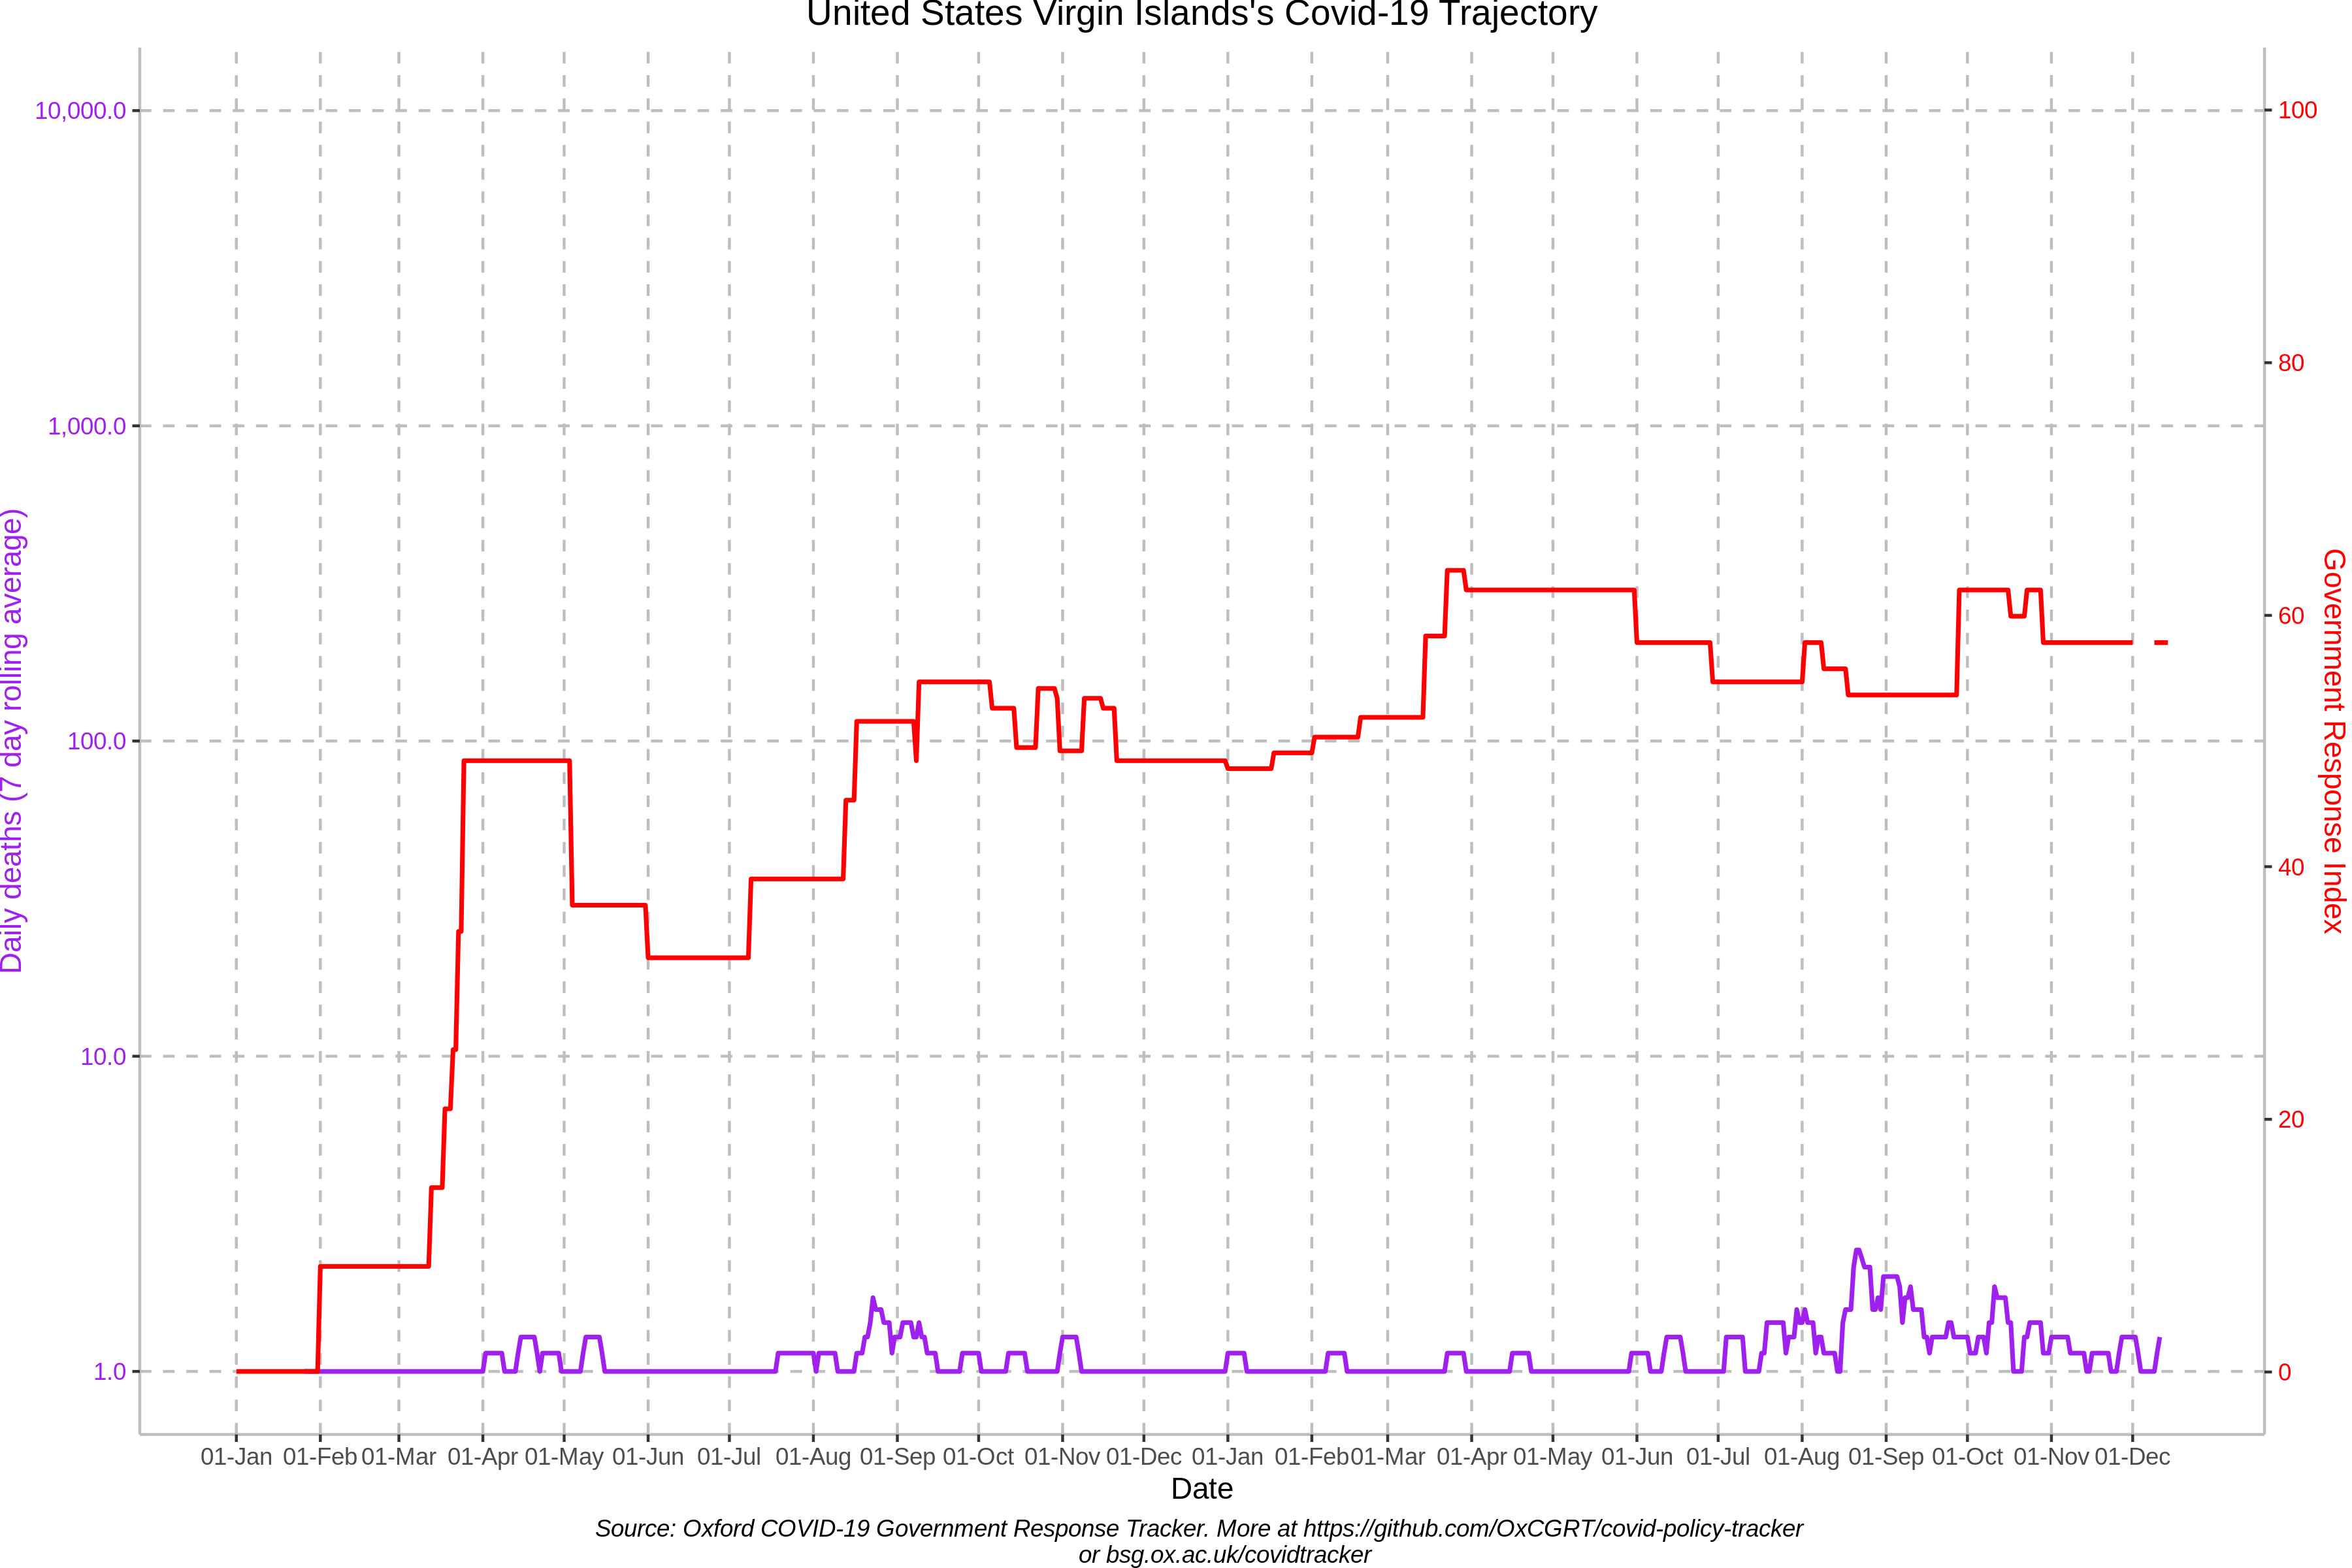 United States Virgin Islands's Covid-19 Trajectory
10,000.0
1,000.0
100.0
10.0
1.0
Daily deaths (7 day rolling average)
100
80
60
40
20
0
Government Response Index
01-Jan 01-Feb 01-Mar 01-Apr 01-May 01-Jun 01-Jul 01-Aug 01-Sep 01-Oct 01-Nov 01-Dec 01-Jan 01-Feb 01-Mar 01-Apr 01-May 01-Jun 01-Jul 01-Aug 01-Sep 01-Oct 01-Nov 01-Dec
Date
Source: Oxford COVID-19 Government Response Tracker. More at https://github.com/OxCGRT/covid-policy-tracker
or bsg.ox.ac.uk/covidtracker